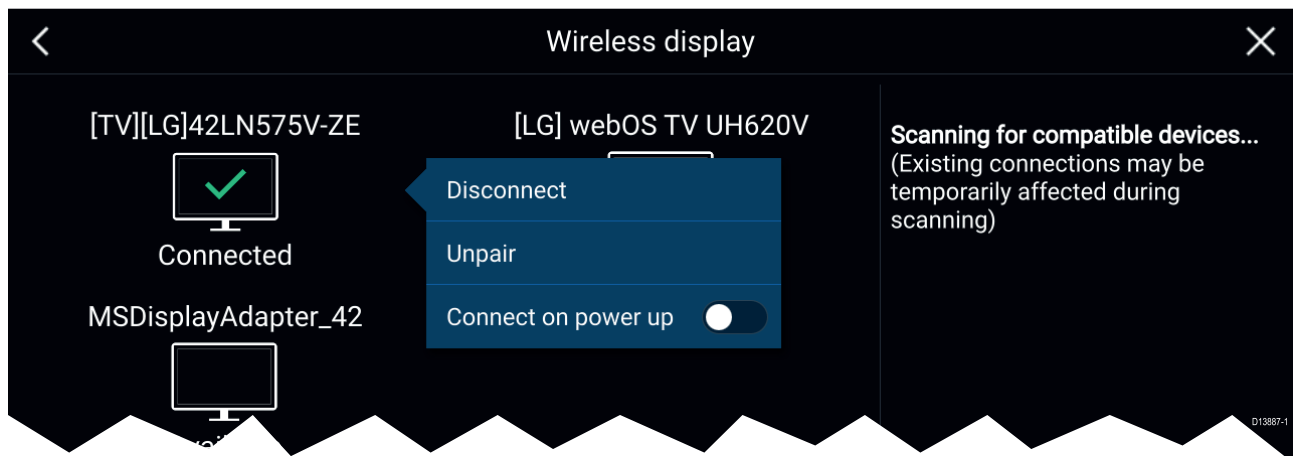 Wireless display
[TV][LG]42LN575V-ZE
[LG] webOS TV UH620V
Connected
MSDisplayAdapter_42
Disconnect
Unpair
Connect on power up
Scanning for compatible devices...
(Existing connections may be
temporarily affected during
scanning)
D13887-1